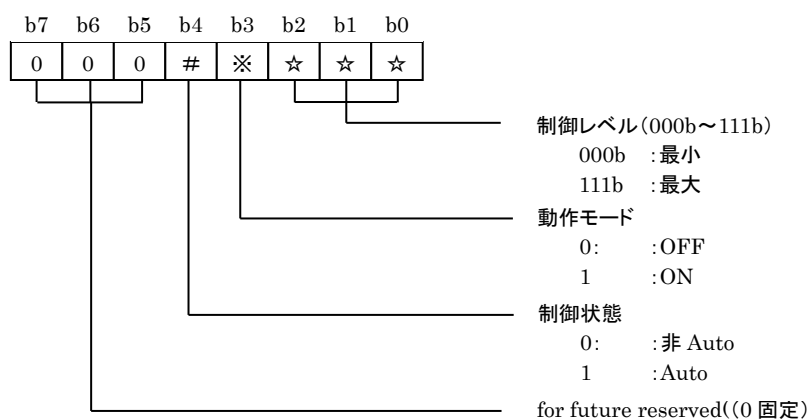 b7 b6 b5 b4 b3 b2 b1 b0
0 0 0 # ※ ☆ ☆ ☆
制御レベル(000b～111b)
000b :最小
111b :最大
動作モード
0: :OFF
1 :ON
制御状態
0: :非 Auto
1 :Auto
for future reserved((0 固定)